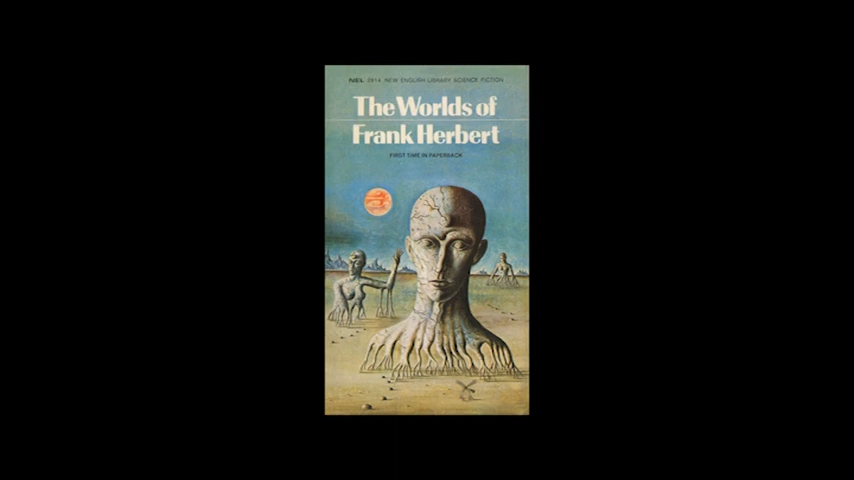 NEL 2814 NEW ENGLISH LIBRARY SCIENCE FICTION
The Worlds of
Frank Herbert
FIRST TIME IN PAPERBACK